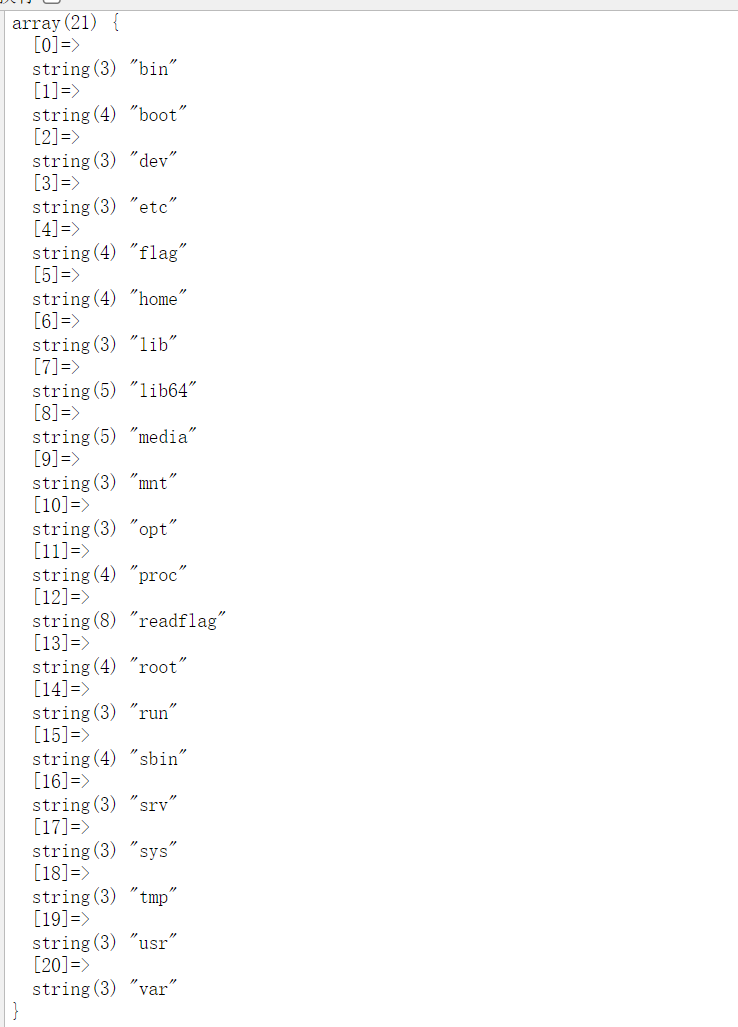 array(21) {
[0]=>
string(3) "bin"
[1]=>
string(4) "boot"
[2]=>
string(3) "dev"
[3]=>
string(3) "etc"
[4]=>
string(4) "flag"
[5]=>
string(4) "home"
[6]=>
string(3) "lib"
[7]=>
string(5) "lib64"
[8]=>
string(5) "media"
[9]=>
string(3) "mnt"
[10]=>
string(3) "opt"
[11]=>
string(4) "proc"
[12]=>
string(8) "readflag"
[13]=>
string(4) "root"
[14]=>
string(3) "run"
[15]=>
string(4) "sbin"
[16]=>
string(3) "srv"
[17]=>
string(3) "sys"
[18]=>
string(3) "tmp"
[19]=>
string(3) "usr"
[20]=>
string(3) "var"
}